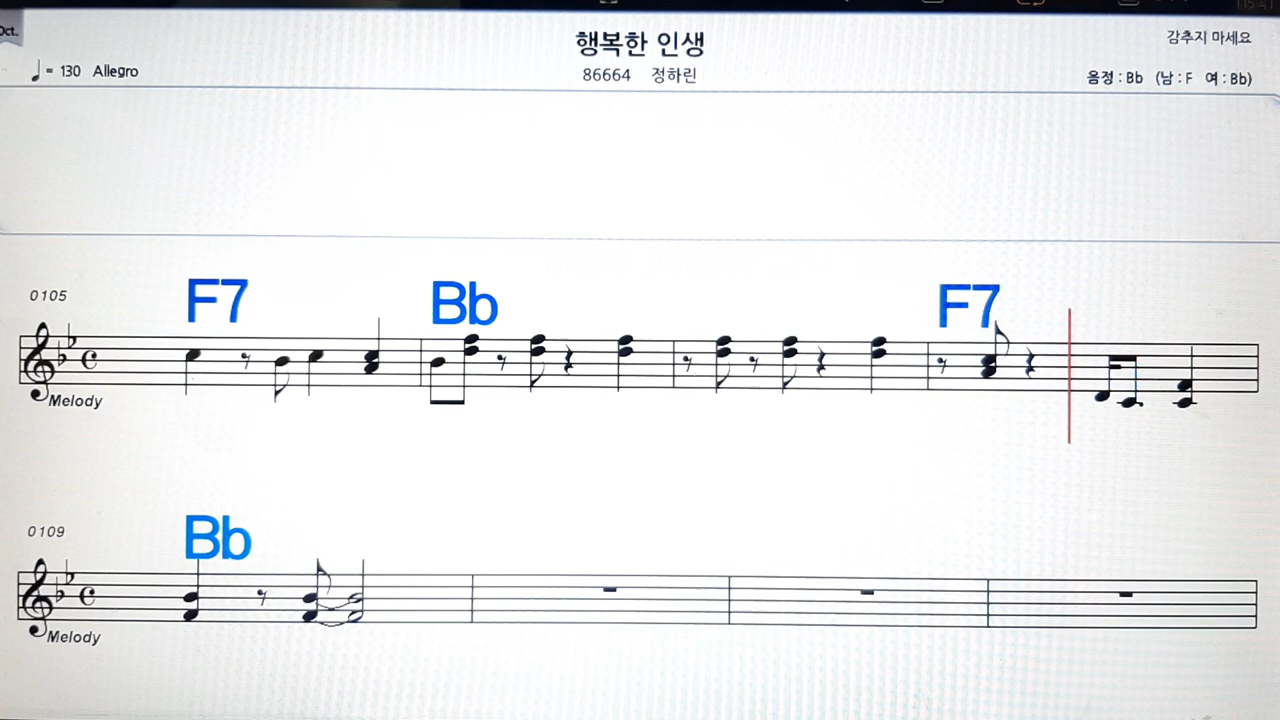 Oct.
행복한 인생
감추지 마세요
♩= 130 Allegro
86664 정하린
음정 : Bb (남 : F 여 : Bb)
0105
F7
Bb
F7
Melody
0109
Bb
Melody